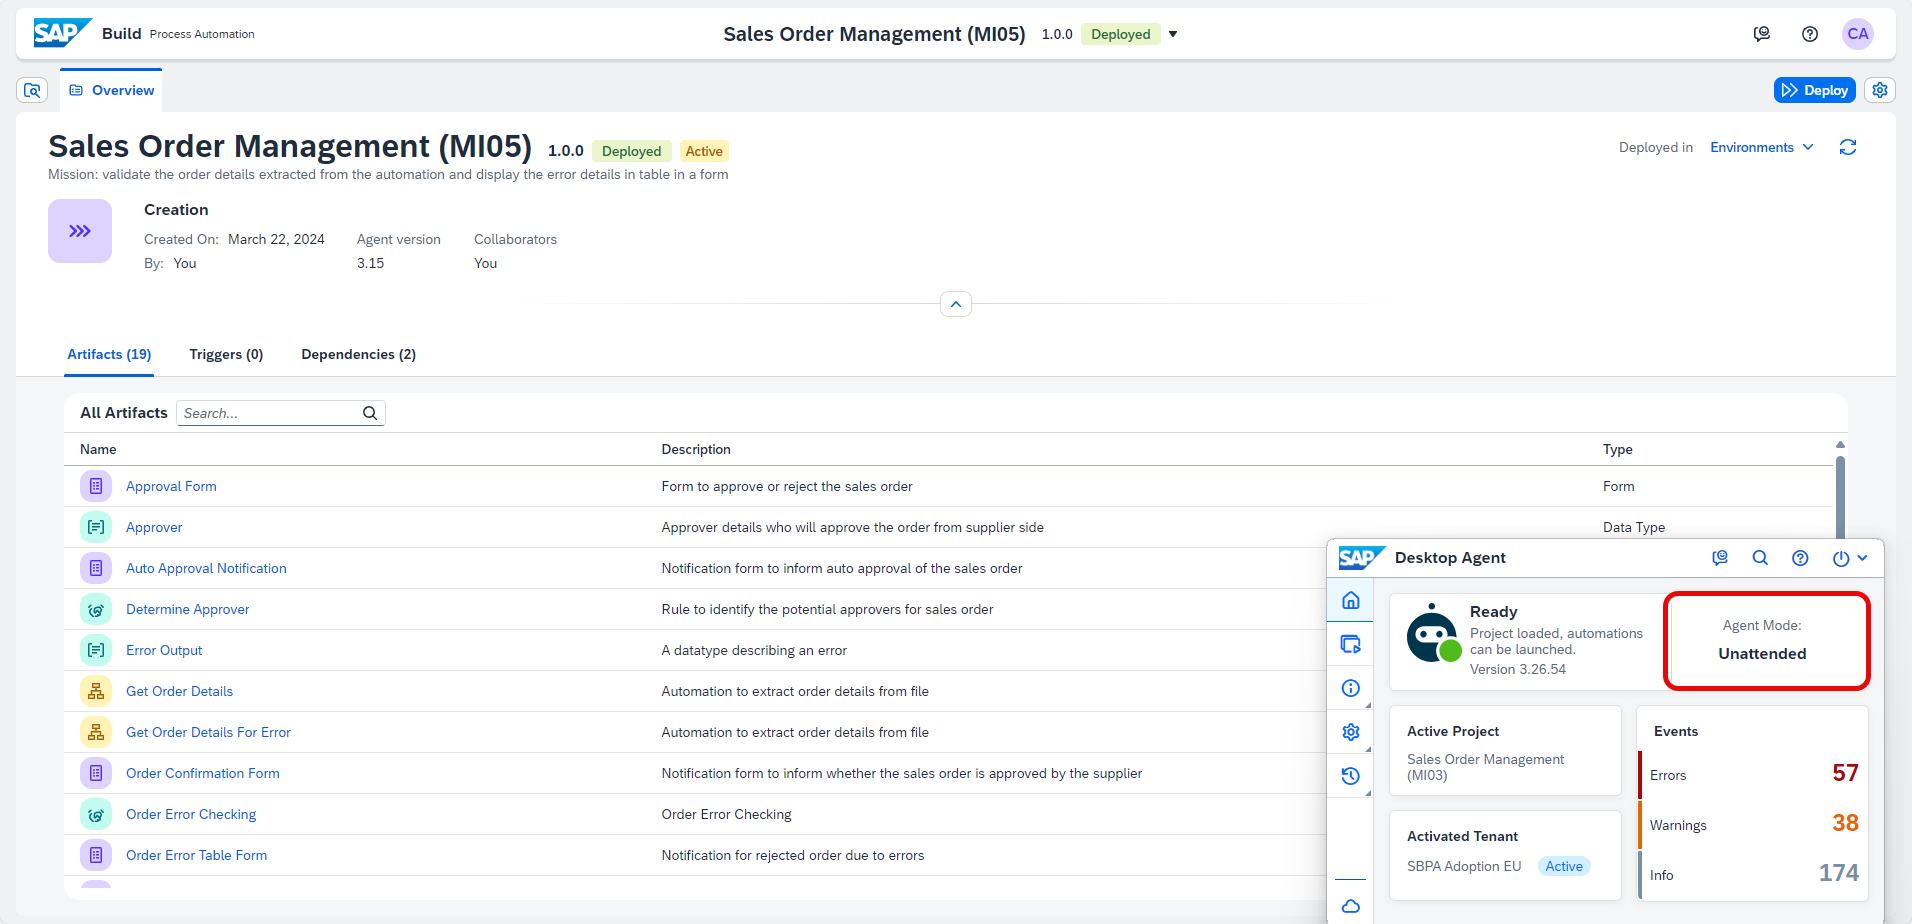 SAP Build Process Automation
Sales Order Management (MI05) 1.0.0 Deployed
CA
Overview
Deploy
Sales Order Management (MI05) 1.0.0 Deployed Active
Deployed in Environments
Mission: validate the order details extracted from the automation and display the error details in table in a form
Creation
Created On: March 22, 2024 Agent version Collaborators
By: You 3.15 You
Artifacts (19) Triggers (0) Dependencies (2)
All Artifacts Search...
Name Description Type
Approval Form Form to approve or reject the sales order Form
Approver Approver details who will approve the order from supplier side Data Type
Auto Approval Notification Notification form to inform auto approval of the sales order
Determine Approver Rule to identify the potential approvers for sales order
Error Output A datatype describing an error
Get Order Details Automation to extract order details from file
Get Order Details For Error Automation to extract order details from file
Order Confirmation Form Notification form to inform whether the sales order is approved by the supplier
Order Error Checking Order Error Checking
Order Error Table Form Notification for rejected order due to errors
SAP Desktop Agent
Ready
Project loaded, automations
can be launched.
Version 3.26.54
Agent Mode:
Unattended
Active Project
Sales Order Management
(MI03)
Activated Tenant
SBPA Adoption EU Active
Events
Errors 57
Warnings 38
Info 174